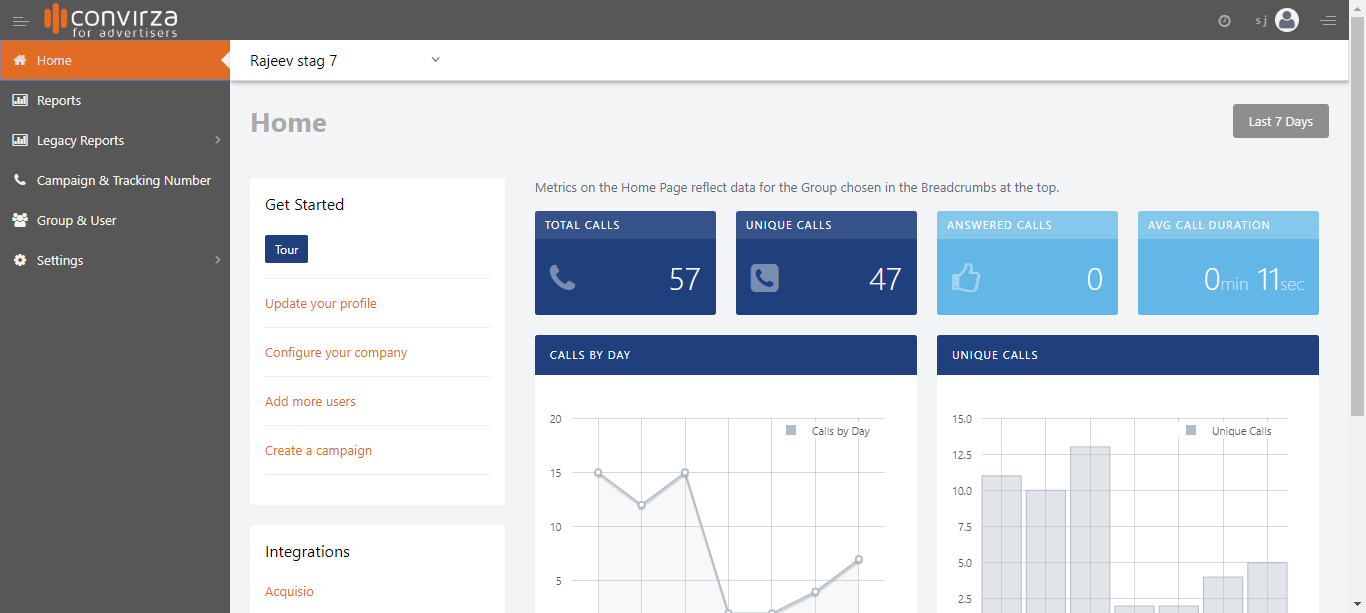 convirza
for advertisers
s j
Home
Reports
Legacy Reports
Campaign & Tracking Number
Group & User
Settings
Rajeev stag 7
Home
Last 7 Days
Get Started
Tour
Update your profile
Configure your company
Add more users
Create a campaign
Integrations
Acquisio
Metrics on the Home Page reflect data for the Group chosen in the Breadcrumbs at the top.
TOTAL CALLS
57
UNIQUE CALLS
47
ANSWERED CALLS
0
AVG CALL DURATION
0min 11sec
CALLS BY DAY
20
15
10
5
Calls by Day
UNIQUE CALLS
15.0
12.5
10.0
7.5
5.0
2.5
Unique Calls